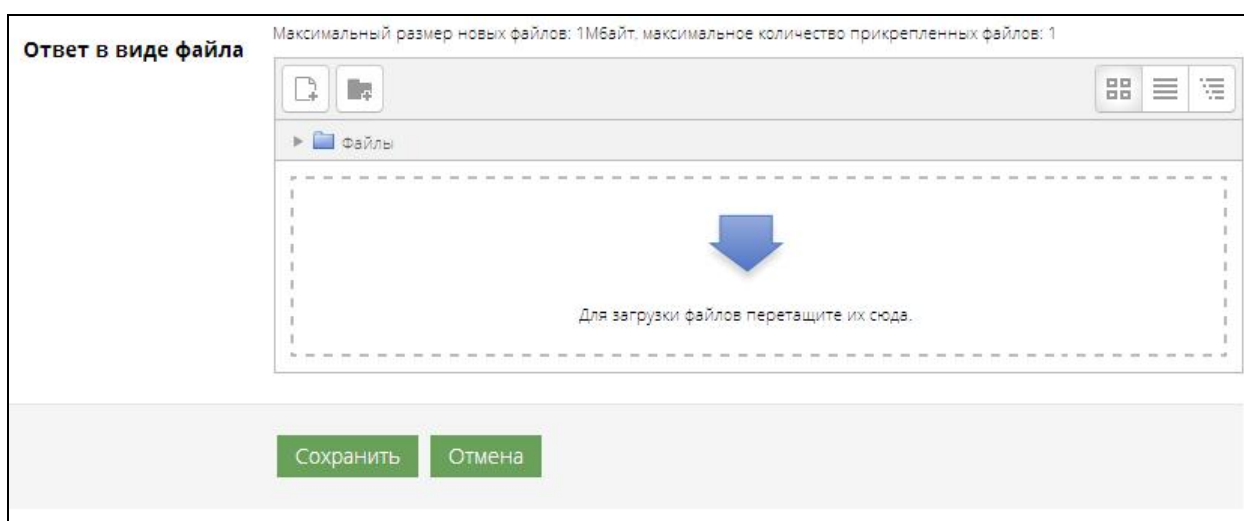 Максимальный размер новых файлов: 1Мбайт, максимальное количество прикрепленных файлов: 1
Ответ в виде файла
Файлы
Для загрузки файлов перетащите их сюда.
Сохранить
Отмена